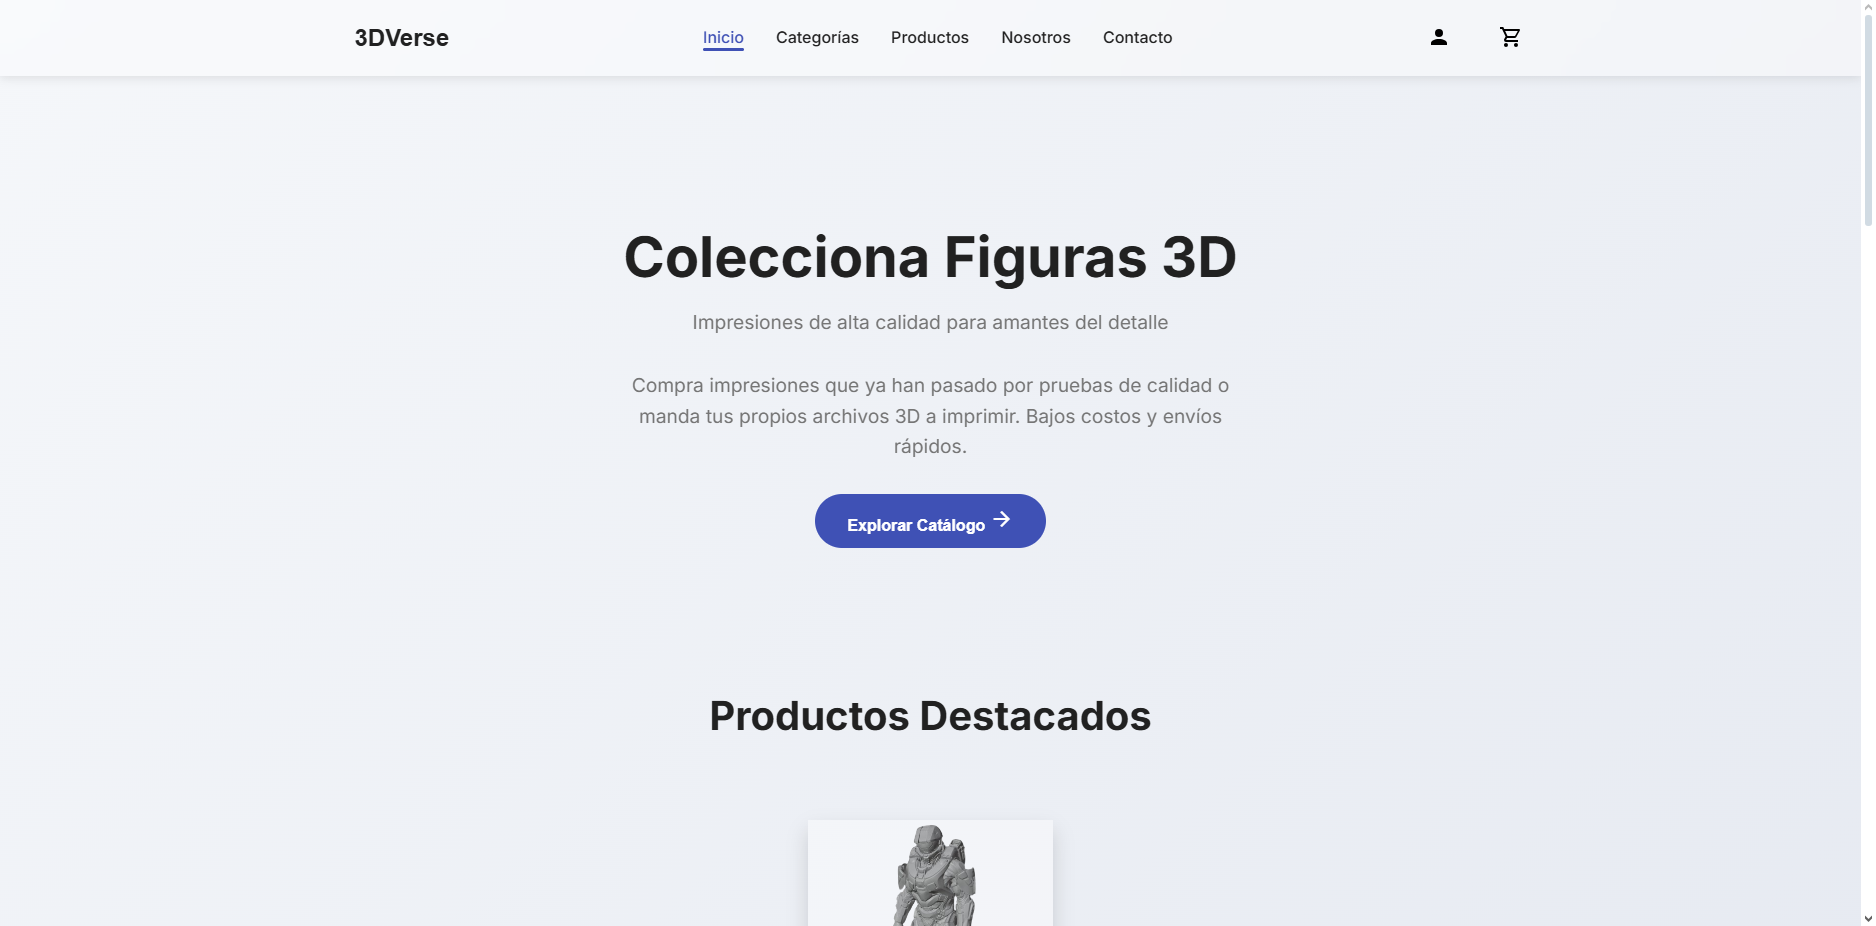 3DVerse
Inicio
Categorías
Productos
Nosotros
Contacto
Colecciona Figuras 3D
Impresiones de alta calidad para amantes del detalle
Compra impresiones que ya han pasado por pruebas de calidad o
manda tus propios archivos 3D a imprimir. Bajos costos y envíos
rápidos.
Explorar Catálogo
Productos Destacados